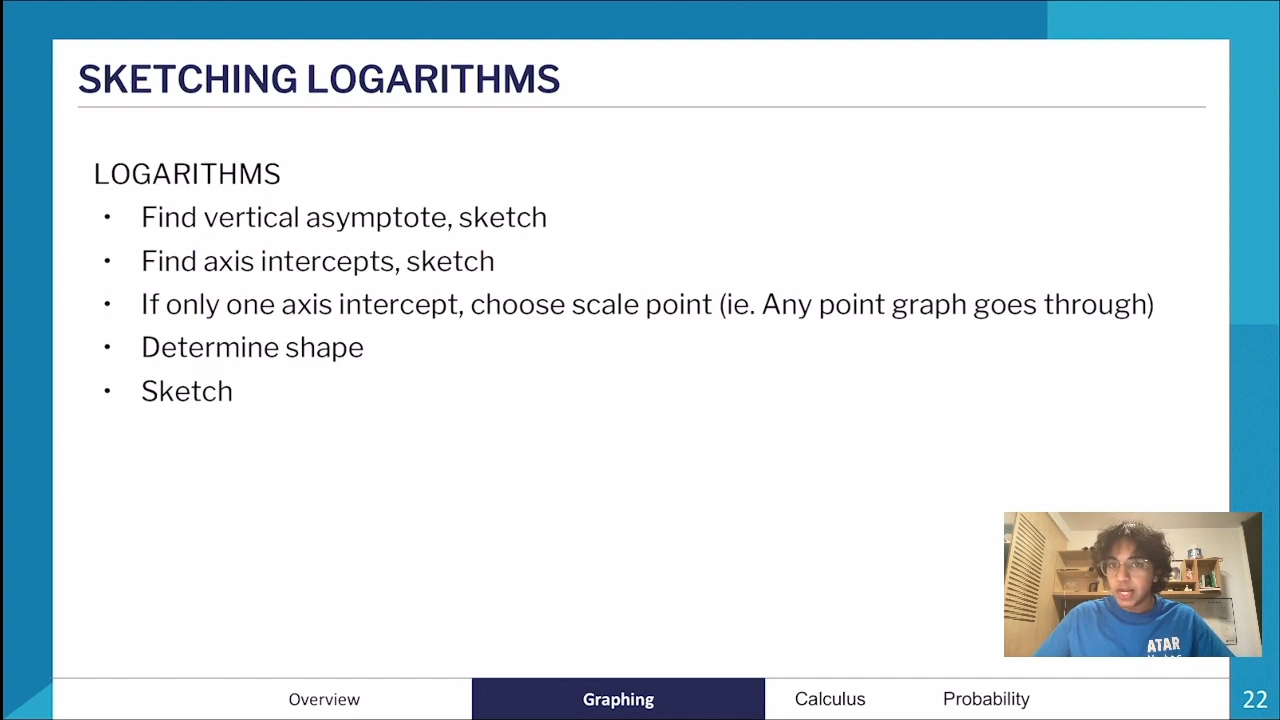 SKETCHING LOGARITHMS
LOGARITHMS
• Find vertical asymptote, sketch
• Find axis intercepts, sketch
• If only one axis intercept, choose scale point (ie. Any point graph goes through)
• Determine shape
• Sketch
ATAR
Overview
Graphing
Calculus
Probability
22